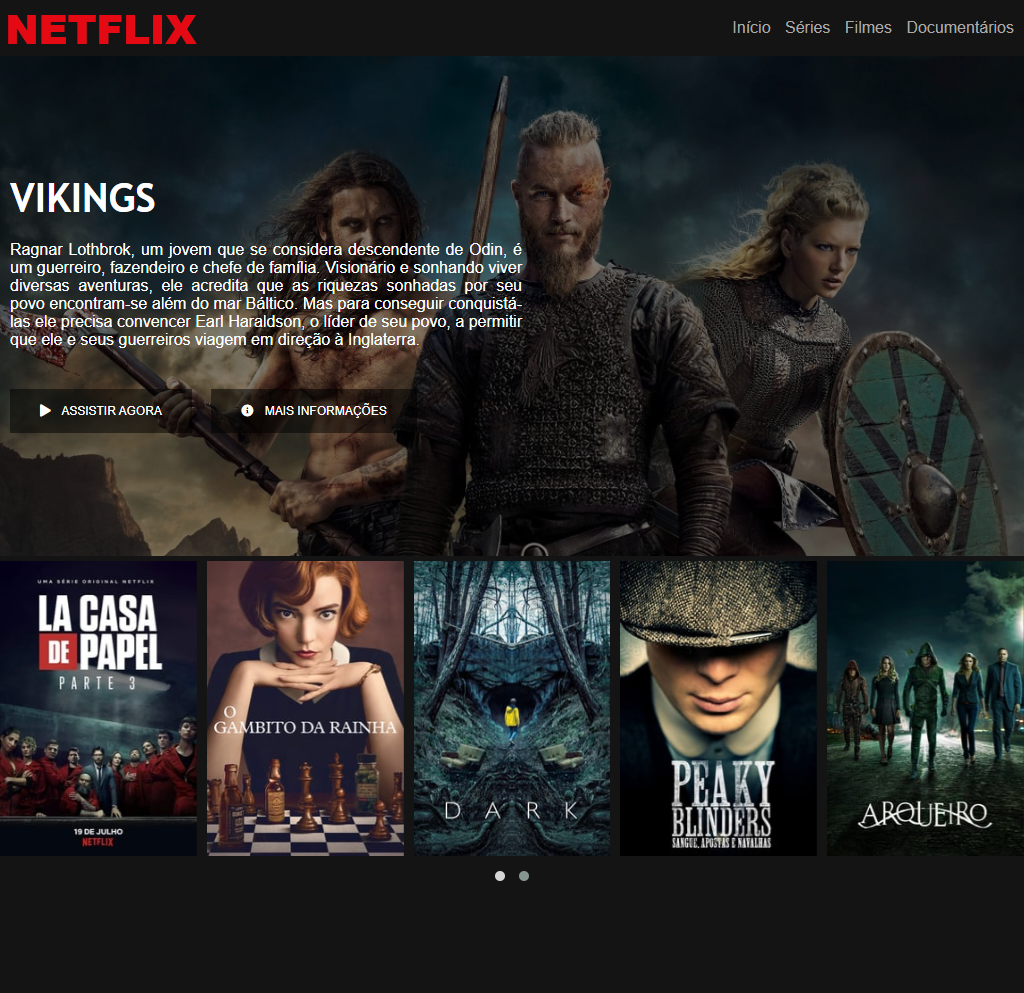 NETFLIX
Início Séries Filmes Documentários
VIKINGS
Ragnar Lothbrok, um jovem que se considera descendente de Odin, é
um guerreiro, fazendeiro e chefe de família. Visionário e sonhando viver
diversas aventuras, ele acredita que as riquezas sonhadas por seu
povo encontram-se além do mar Báltico. Mas para conseguir conquistá-
las ele precisa convencer Earl Haraldson, o líder de seu povo, a permitir
que ele e seus guerreiros viagem em direção à Inglaterra.
ASSISTIR AGORA MAIS INFORMAÇÕES
UMA SÉRIE ORIGINAL NETFLIX
LA CASA
DE PAPEL
PARTE 3
19 DE JULHO
NETFLIX
O
GAMBITO DA RAINHA
DARK
PEAKY
BLINDERS
SANGUE, APOSTAS E NAVALHAS
ARQUEIRO